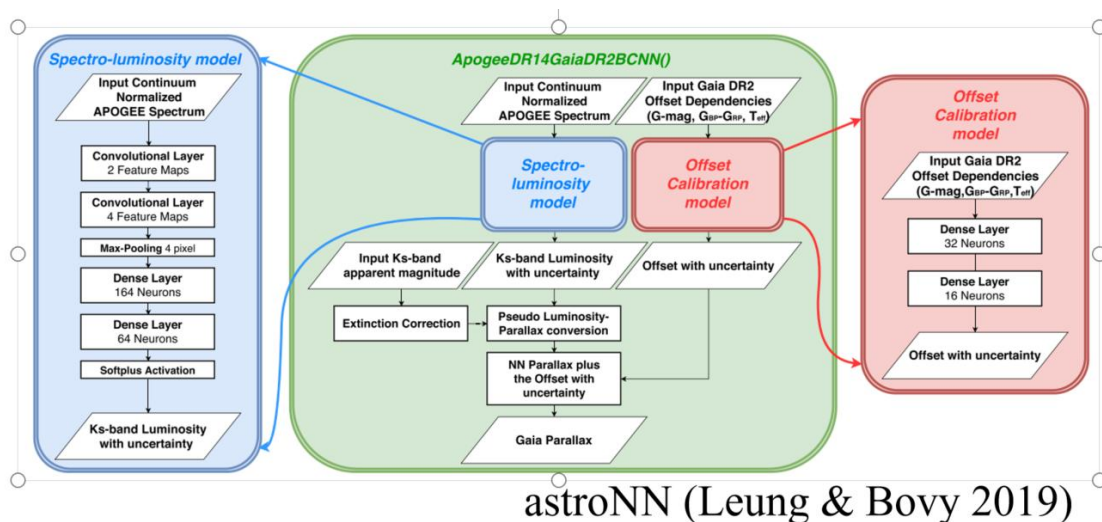 Spectro-luminosity model
Input Continuum
Normalized
APOGEE Spectrum
Convolutional Layer
2 Feature Maps
Convolutional Layer
4 Feature Maps
Max-Pooling 4 pixel
Dense Layer
164 Neurons
Dense Layer
64 Neurons
Softplus Activation
Ks-band Luminosity
with uncertainty
ApogeeDR14GaiaDR2BCNN()
Input Continuum
Normalized
APOGEE Spectrum
Input Gaia DR2
Offset Dependencies
(G-mag, GBP-GRP, Teff)
Spectro-
luminosity
model
Offset
Calibration
model
Input Ks-band
apparent magnitude
Ks-band Luminosity
with uncertainty
Offset with uncertainty
Extinction Correction
Pseudo Luminosity-
Parallax conversion
NN Parallax plus
the Offset with
uncertainty
Gaia Parallax
Offset
Calibration
model
Input Gaia DR2
Offset Dependencies
(G-mag,GBP-GRP,Teff)
Dense Layer
32 Neurons
Dense Layer
16 Neurons
Offset with uncertainty
astroNN (Leung & Bovy 2019)